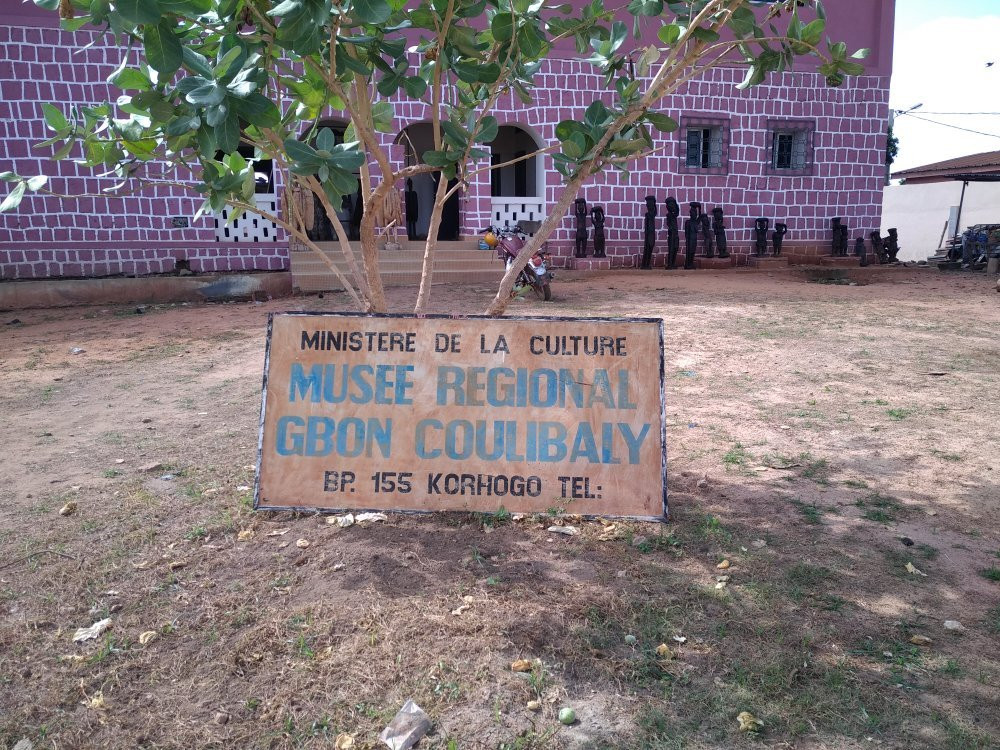 MINISTERE DE LA CULTURE
MUSEE REGIONAL
GBON COULIBALY
BP. 155 KORHOGO TEL: